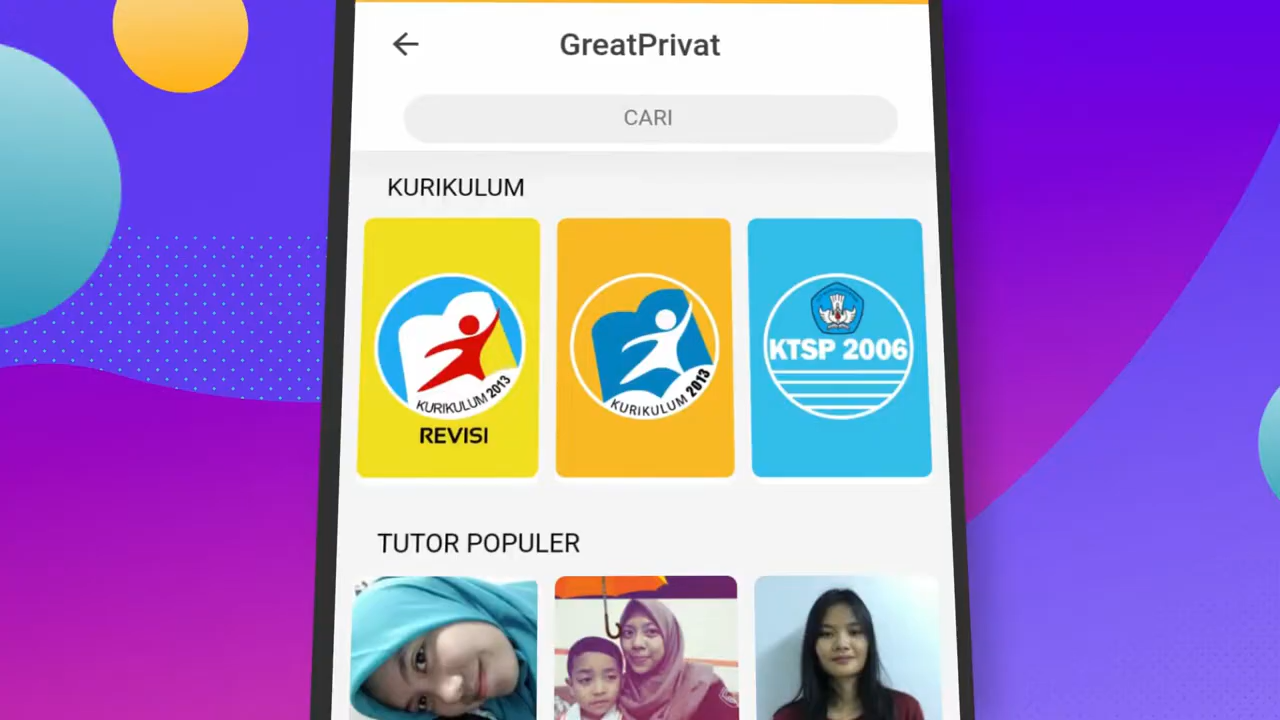 GreatPrivat
CARI
KURIKULUM
KURIKULUM 2013
REVISI
KURIKULUM 2013
KTSP 2006
TUTOR POPULER